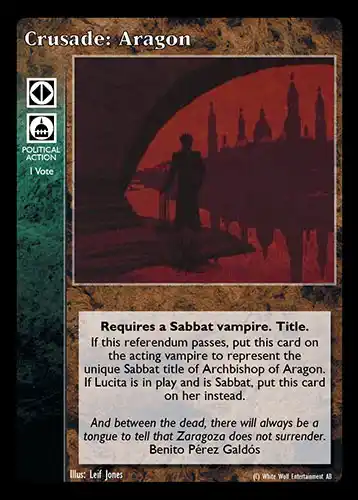 Crusade: Aragon
POLITICAL
ACTION
1 Vote
Requires a Sabbat vampire. Title.
If this referendum passes, put this card on
the acting vampire to represent the
unique Sabbat title of Archbishop of Aragon.
If Lucita is in play and is Sabbat, put this card
on her instead.
And between the dead, there will always be a
tongue to tell that Zaragoza does not surrender.
Benito Pérez Galdós
Illus: Leif Jones
(C) White Wolf Entertainment AB